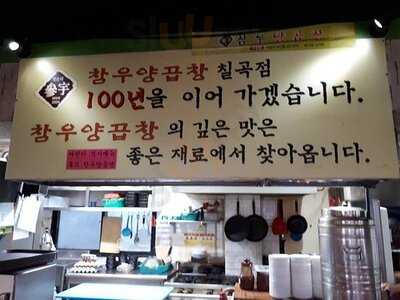 참우양곱창 칠곡점
100년을 이어 가겠습니다.
참우양곱창의 깊은 맛은
좋은 재료에서 찾아옵니다.